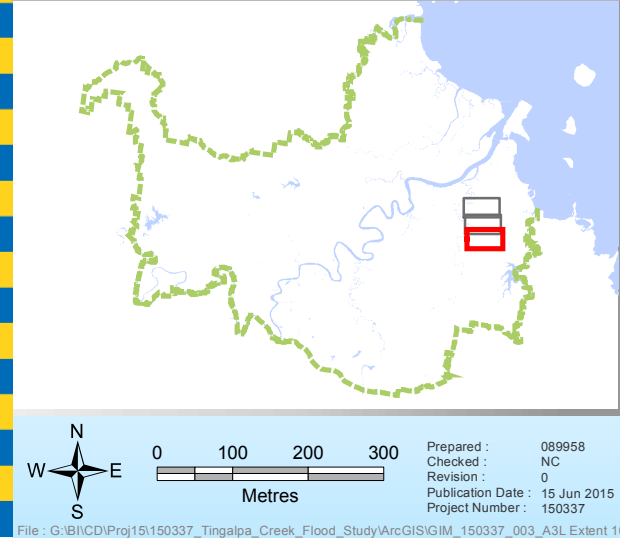 N
W E
S
0 100 200 300
Metres
Prepared : 089958
Checked : NC
Revision : 0
Publication Date : 15 Jun 2015
Project Number : 150337
File : G:\BI\CD\Proj15\150337_Tingalpa_Creek_Flood_Study\ArcGIS\GIM_150337_003_A3L Extent